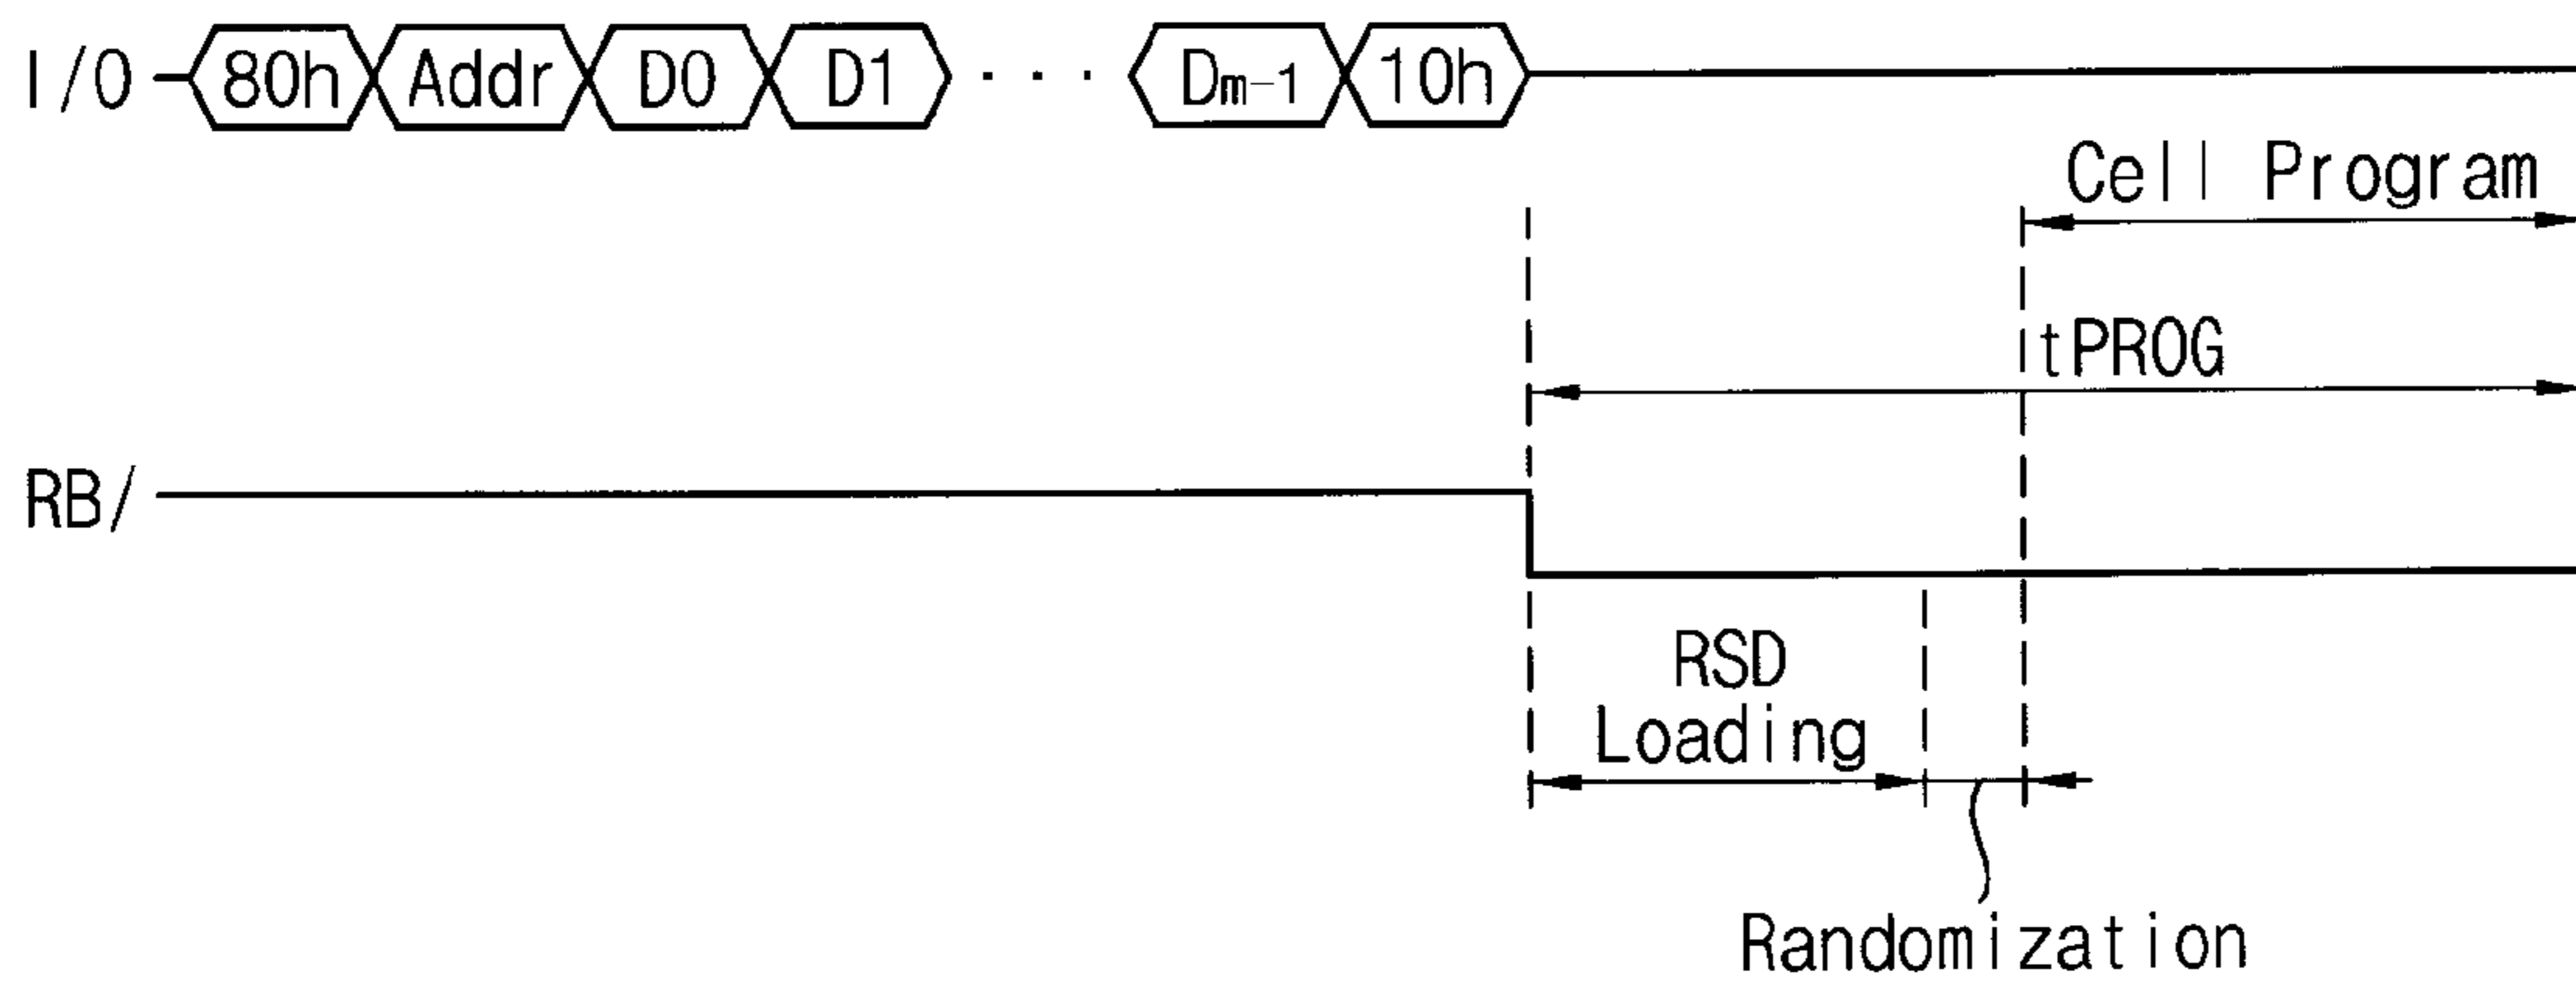 I/O 80h Addr D0 D1 · · · Dm-1 10h
Cell Program
tPROG
RB/
RSD
Loading
Randomization